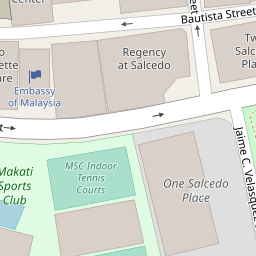 Center
Bautista Street
Regency
at Salcedo
Embassy
of Malaysia
Makati
Sports
Club
MSC Indoor
Tennis
Courts
One Salcedo
Place
Jaime C. Velasquez